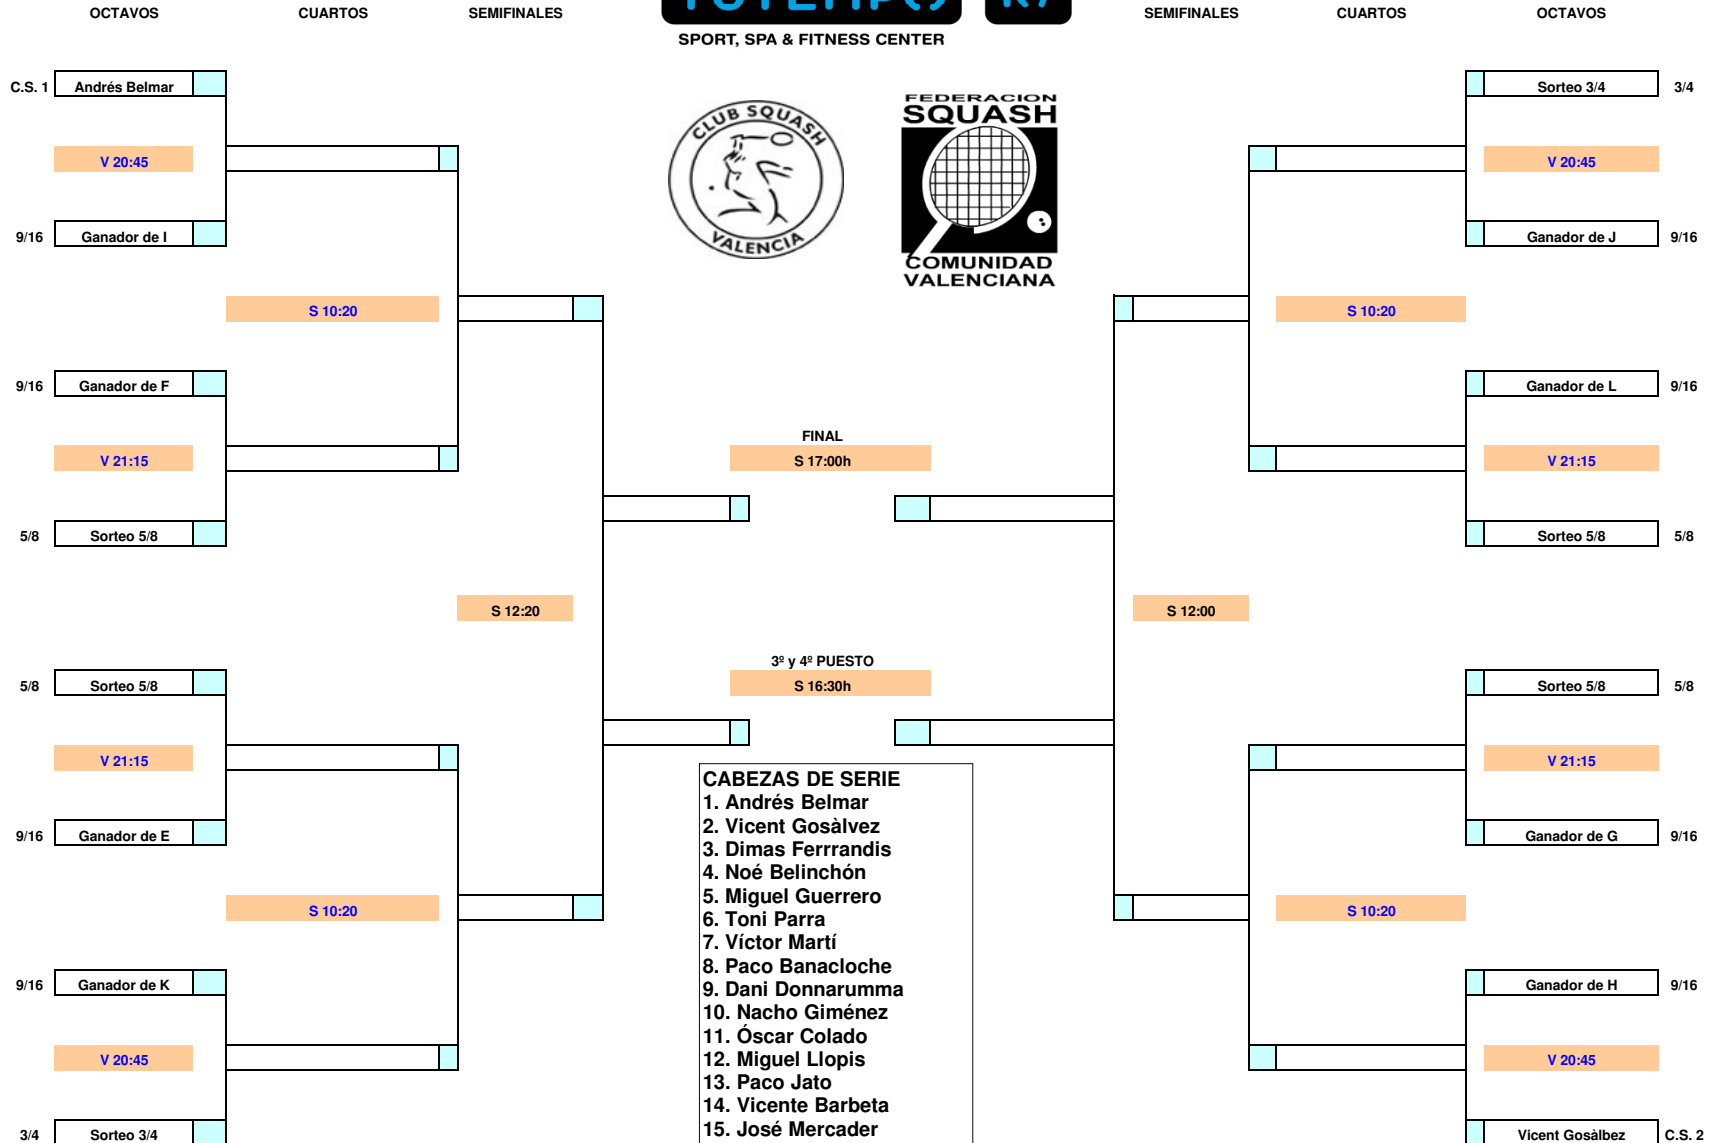 OCTAVOS CUARTOS SEMIFINALES SEMIFINALES CUARTOS OCTAVOS
SPORT, SPA & FITNESS CENTER
C.S. 1 Andrés Belmar Sorteo 3/4 3/4
CLUB SQUASH
VALENCIA
FEDERACION
SQUASH
COMUNIDAD
VALENCIANA
V 20:45 V 20:45
9/16 Ganador de I Ganador de J 9/16
S 10:20 S 10:20
9/16 Ganador de F Ganador de L 9/16
FINAL
V 21:15 S 17:00h V 21:15
5/8 Sorteo 5/8 Sorteo 5/8 5/8
S 12:20 S 12:00
3º y 4º PUESTO
5/8 Sorteo 5/8 S 16:30h Sorteo 5/8 5/8
V 21:15 V 21:15
CABEZAS DE SERIE
1. Andrés Belmar
2. Vicent Gosàlvez
9/16 Ganador de E Ganador de G 9/16
3. Dimas Ferrrandis
4. Noé Belinchón
5. Miguel Guerrero
S 10:20 S 10:20
6. Toni Parra
7. Víctor Martí
8. Paco Banacloche
9/16 Ganador de K Ganador de H 9/16
9. Dani Donnarumma
10. Nacho Giménez
11. Óscar Colado
12. Miguel Llopis
V 20:45 V 20:45
13. Paco Jato
14. Vicente Barbeta
15. José Mercader
3/4 Sorteo 3/4 Vicent Gosàlbez C.S. 2